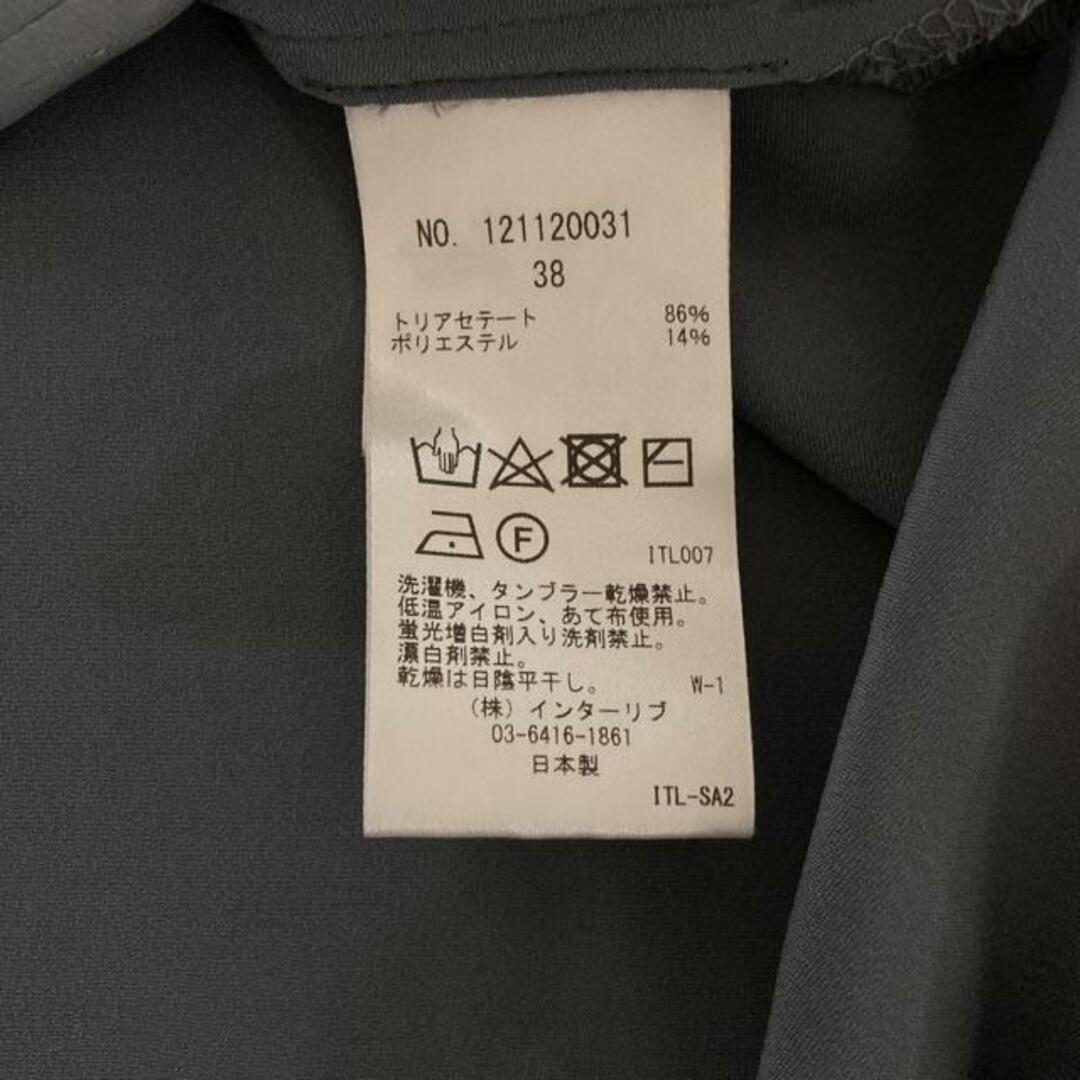 NO. 121120031
38
トリアセテート 86%
ポリエステル 14%
F
ITL007
洗濯機、タンブラー乾燥禁止。
低温アイロン、あて布使用。
蛍光増白剤入り洗剤禁止。
漂白剤禁止。
乾燥は日陰平干し。 W-1
(株)インターリブ
03-6416-1861
日本製
ITL-SA2